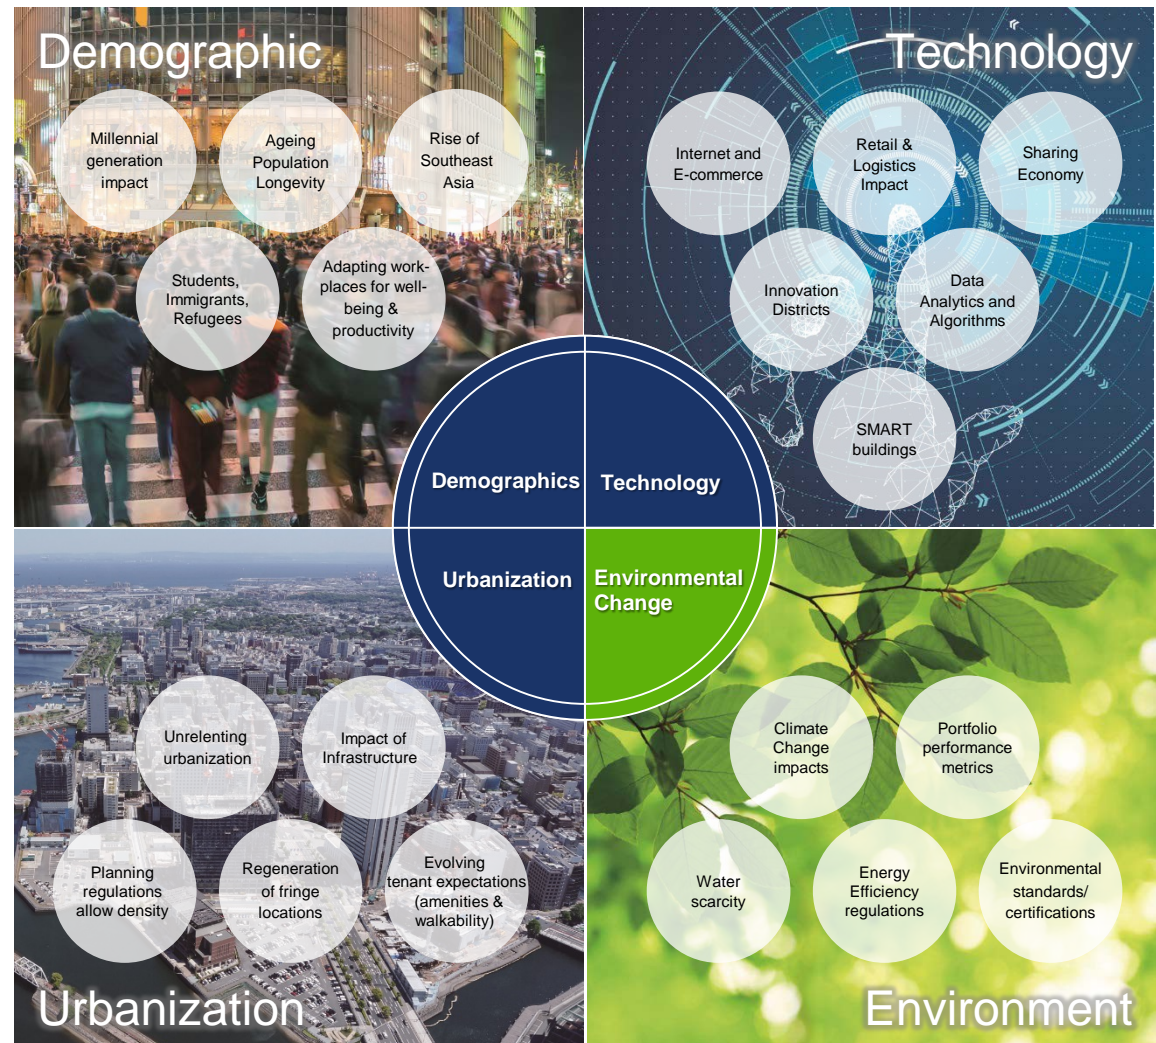 Demographic
Millennial
generation
impact
Ageing
Population
Longevity
Rise of
Southeast
Asia
Students,
Immigrants,
Refugees
Adapting work-
places for well-
being &
productivity
Technology
Internet and
E-commerce
Retail &
Logistics
Impact
Sharing
Economy
Innovation
Districts
Data
Analytics and
Algorithms
SMART
buildings
Demographics
Technology
Urbanization
Environmental
Change
Unrelenting
urbanization
Impact of
Infrastructure
Planning
regulations
allow density
Regeneration
of fringe
locations
Evolving
tenant expectations
(amenities &
walkability)
Urbanization
Climate
Change
impacts
Portfolio
performance
metrics
Water
scarcity
Energy
Efficiency
regulations
Environmental
standards/
certifications
Environment